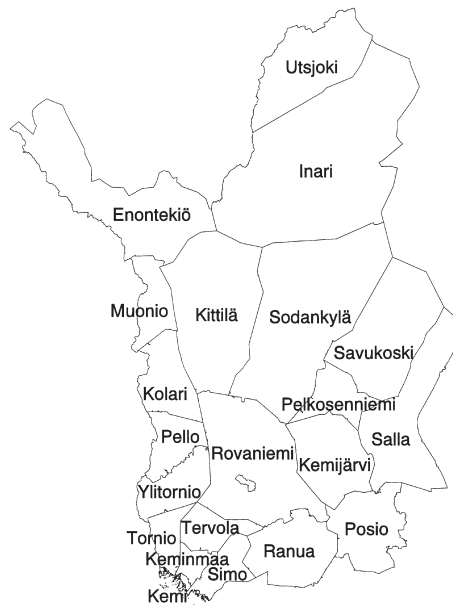 Utsjoki
Inari
Enontekiö
Muonio
Kittilä
Sodankylä
Savukoski
Kolari
Pelkosenniemi
Pello
Rovaniemi
Kemijärvi
Salla
Ylitornio
Tornio
Tervola
Posio
Keminmaa
Ranua
Simo
Kemi